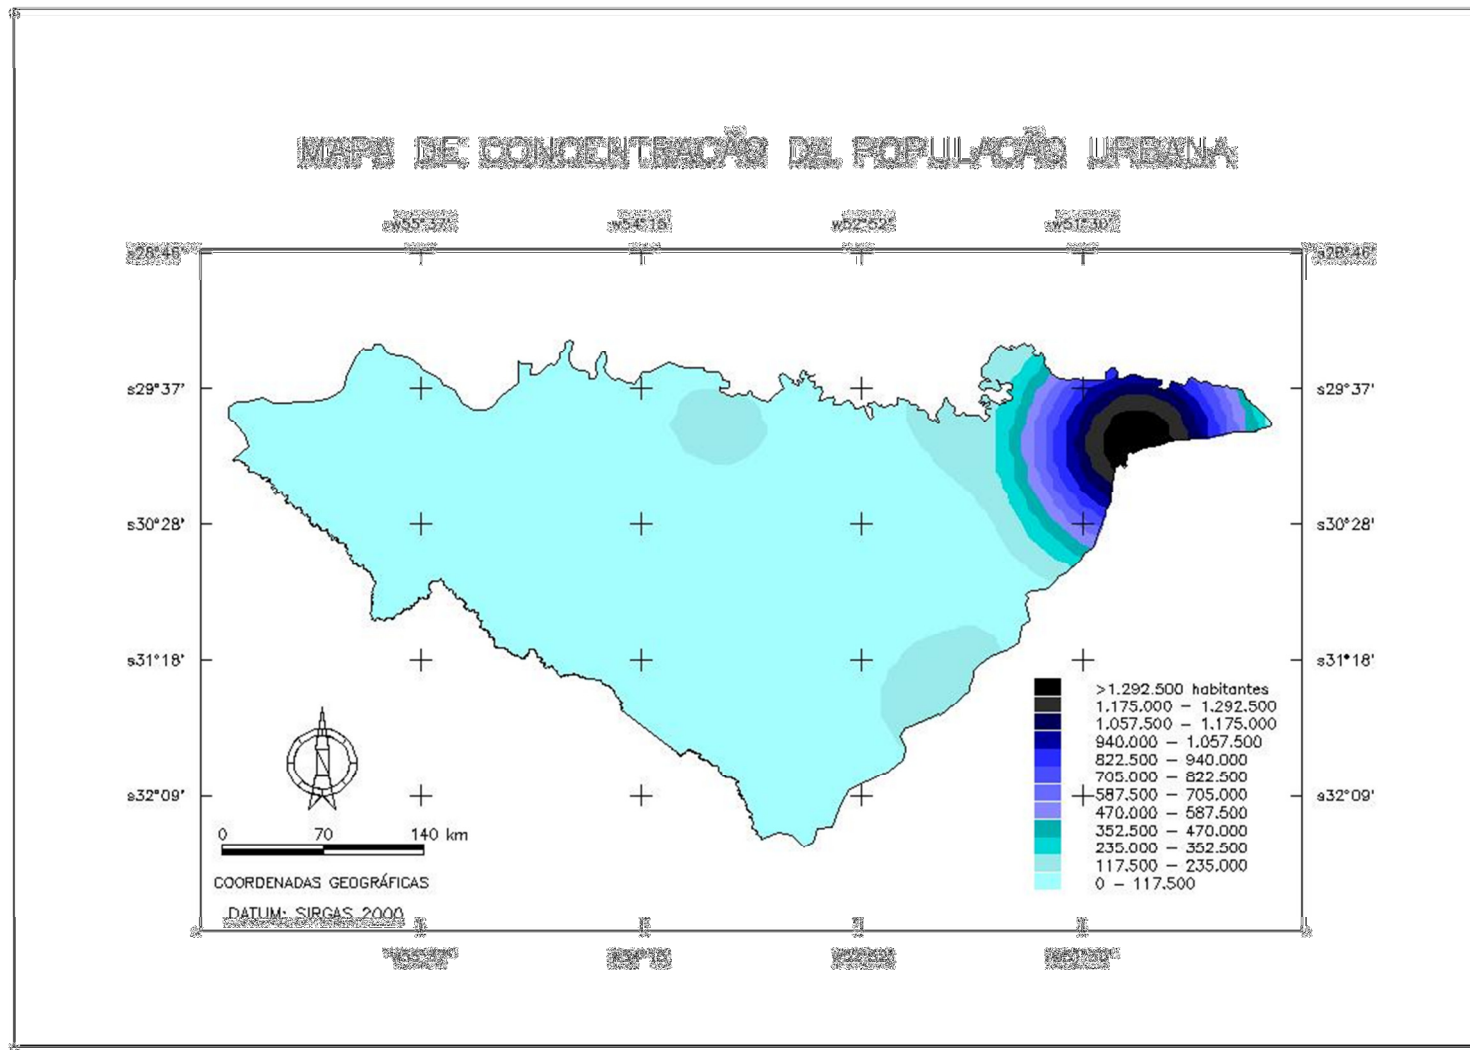 MAPA DE CONCENTRAÇÃO DA POPULAÇÃO URBANA
w55°37' w54°15' w52°52' w51°30'
s28°46' s28°46'
s29°37' s29°37'
s30°28' s30°28'
s31°18' s31°18'
s32°09' s32°09'
>1.292.500 habitantes
1.175.000 – 1.292.500
1.057.500 – 1.175.000
940.000 – 1.057.500
822.500 – 940.000
705.000 – 822.500
587.500 – 705.000
470.000 – 587.500
352.500 – 470.000
235.000 – 352.500
117.500 – 235.000
0 – 117.500
0 70 140 km
COORDENADAS GEOGRÁFICAS
DATUM: SIRGAS 2000